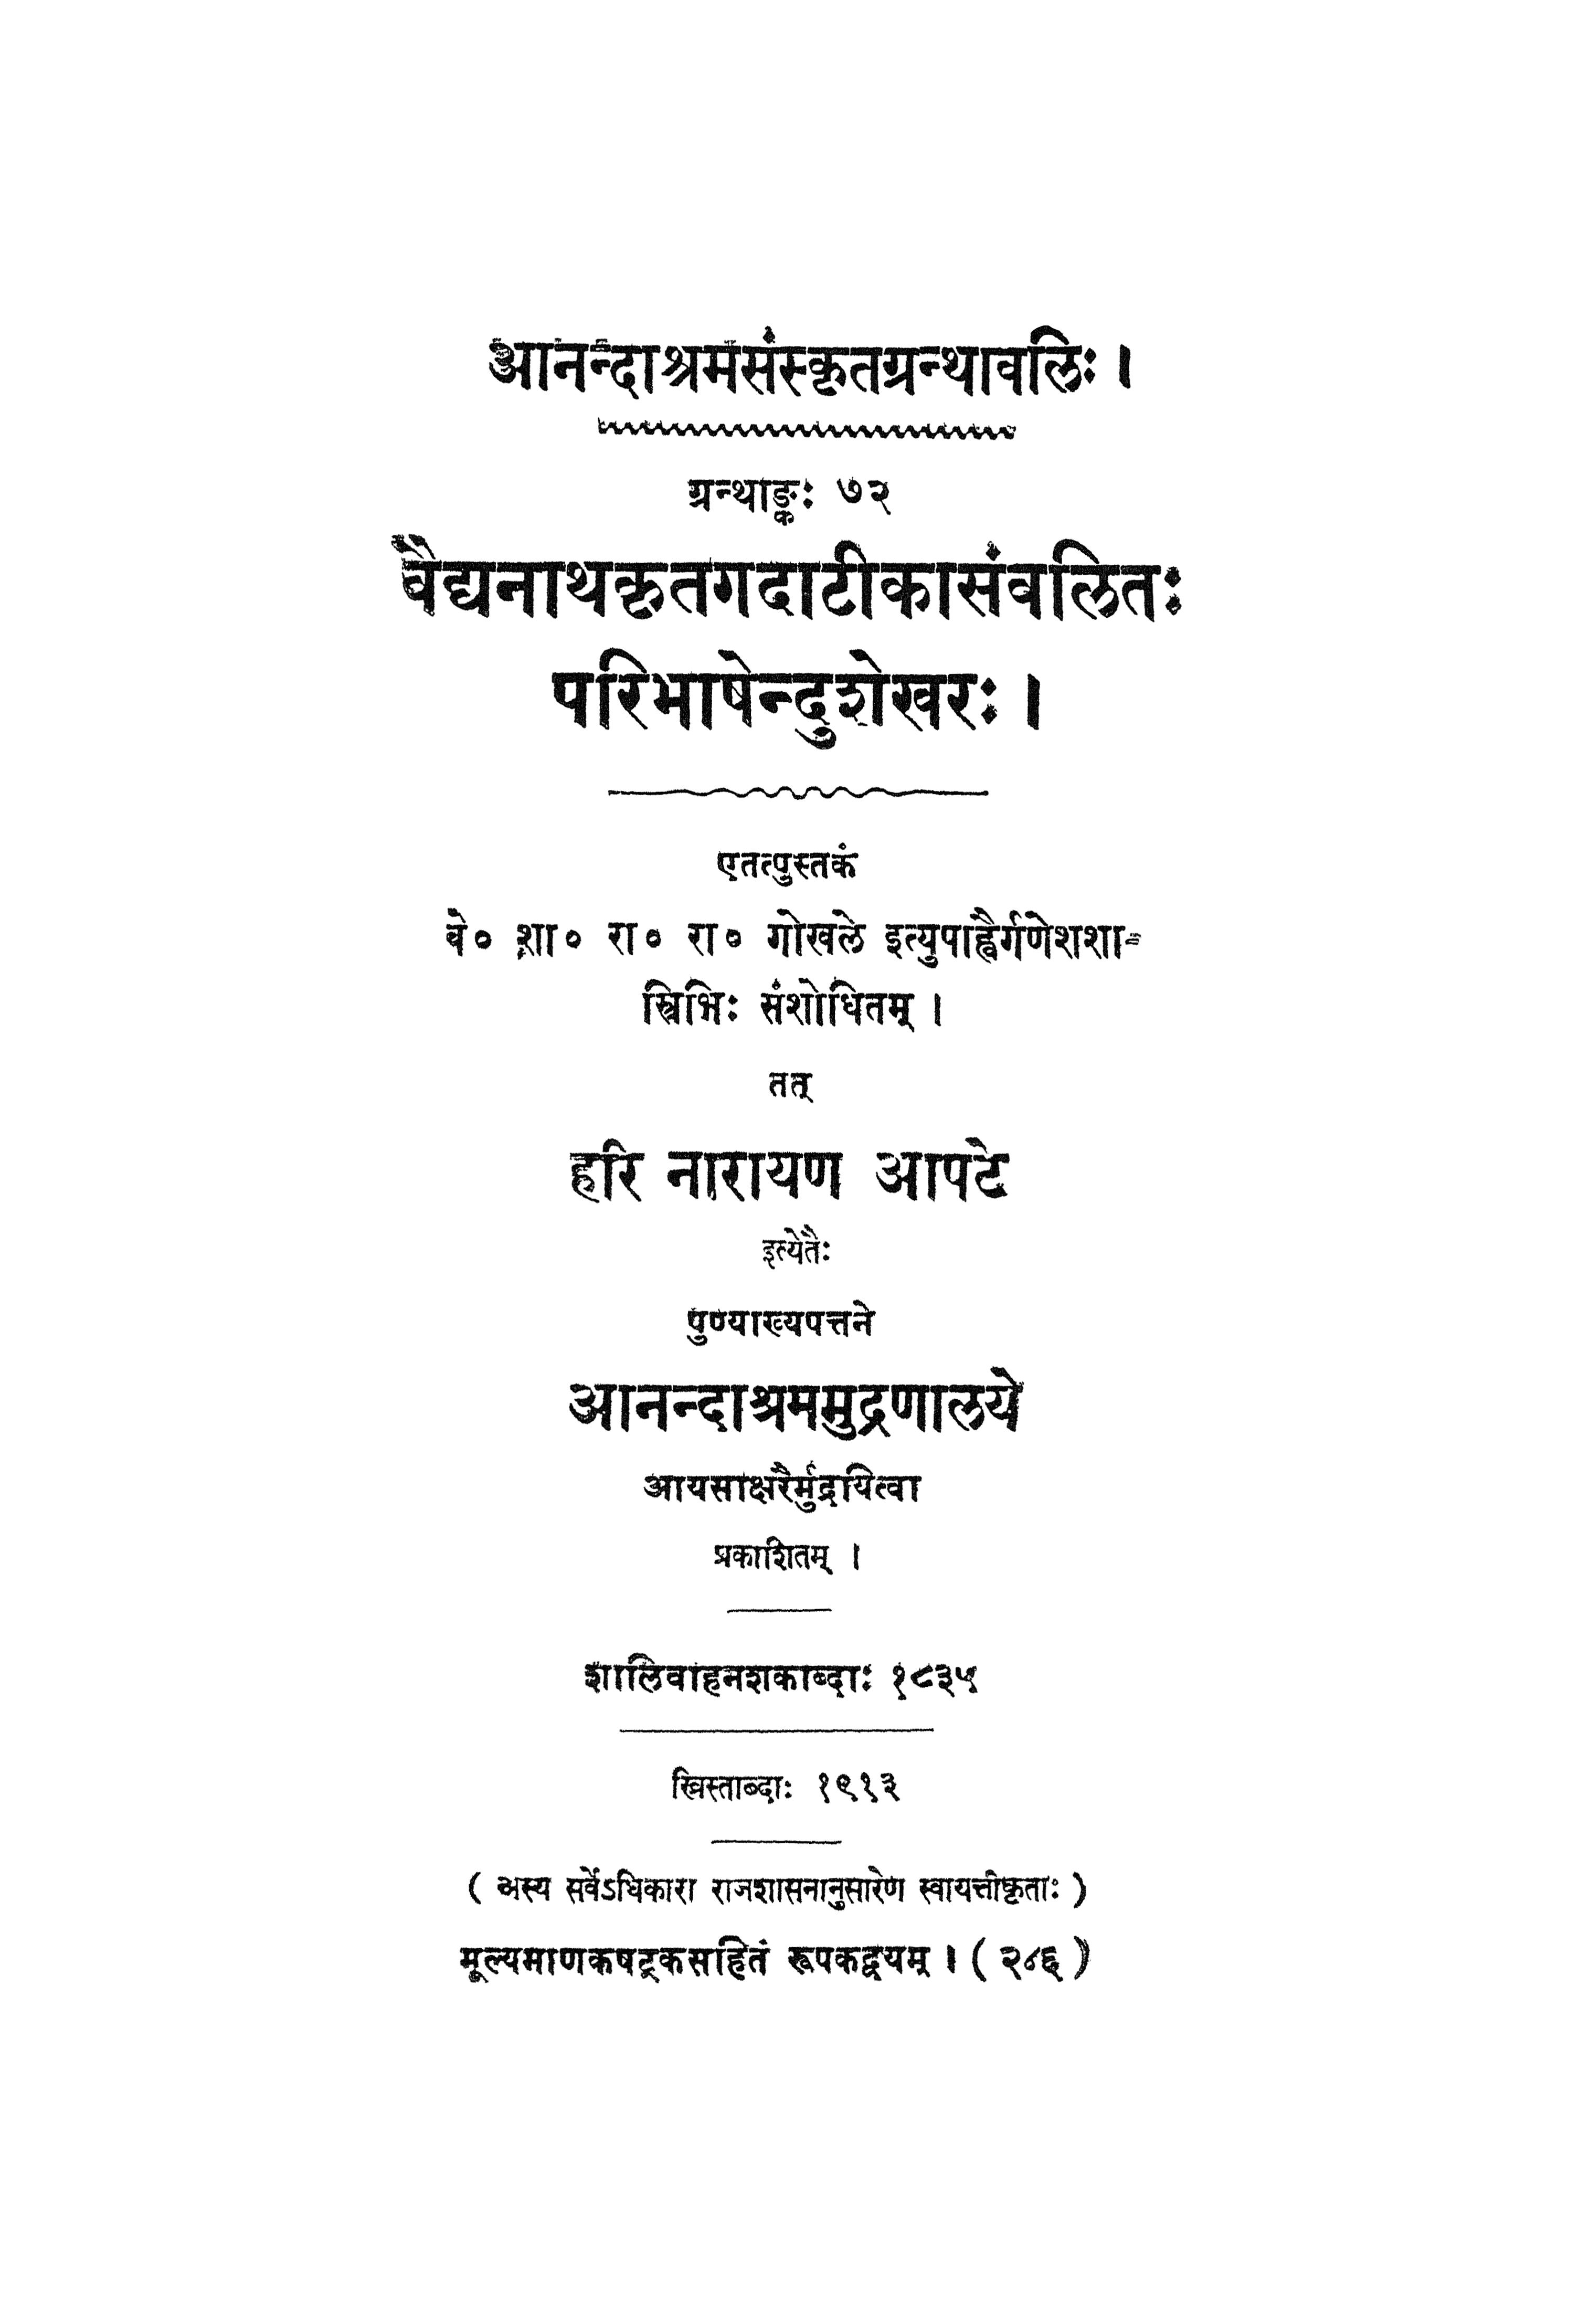 आनन्दाश्रमसंस्कृतग्रन्थावलिः ।
ग्रन्थाङ्कः ७२
वैद्यनाथकृतगदाटीकासंवलितः
परिभाषेन्दुशेखरः ।
एतत्पुस्तकं
वे० शा० रा० रा० गोखले इत्युपाह्वैर्गणेशशा-
स्त्रिभिः संशोधितम् ।
तत्
हरि नारायण आपटे
इत्येतैः
पुण्याख्यपत्तने
आनन्दाश्रममुद्रणालये
आयसाक्षरैर्मुद्रयित्वा
प्रकाशितम् ।
शालिवाहनशकाब्दाः १८३५
ख्रिस्ताब्दाः १९१३
( अस्य सर्वेऽधिकारा राजशासनानुसारेण स्वायत्तीकृताः )
मूल्यमाणकषट्कसहितं रूपकद्वयम् । ( २८६ )